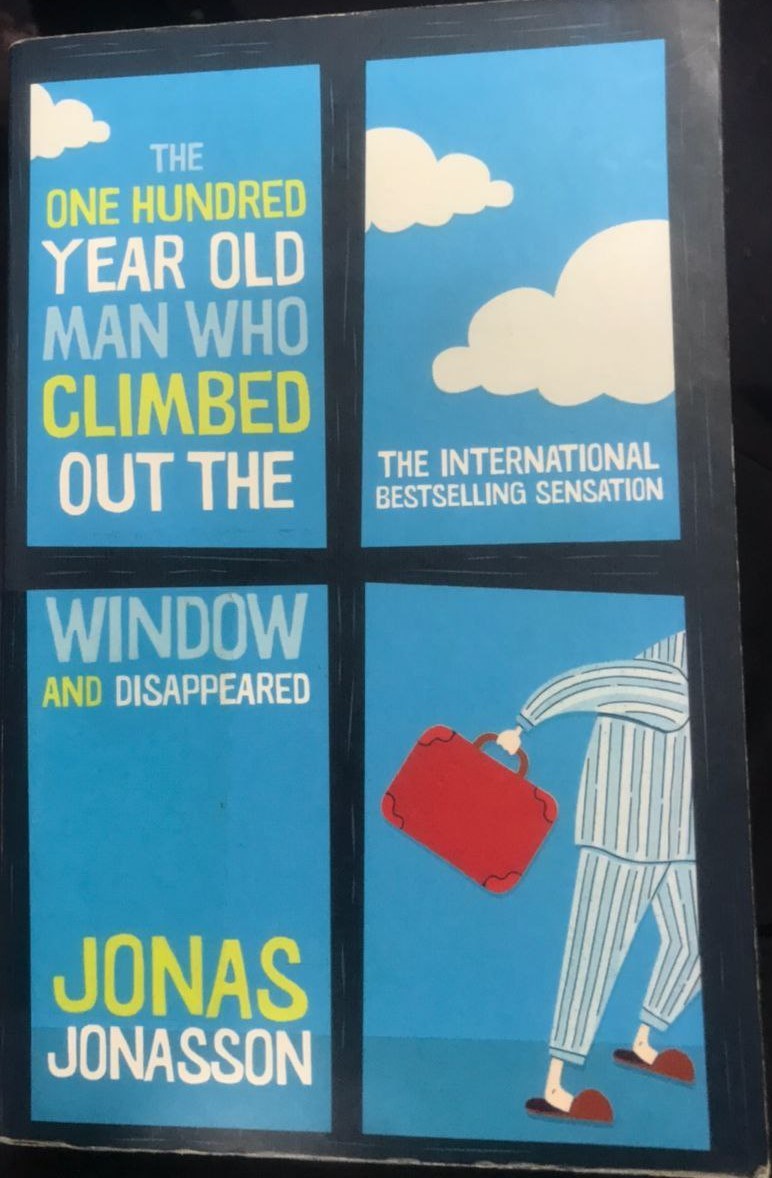 THE
ONE HUNDRED
YEAR OLD
MAN WHO
CLIMBED
OUT THE
WINDOW
AND DISAPPEARED
THE INTERNATIONAL
BESTSELLING SENSATION
JONAS
JONASSON